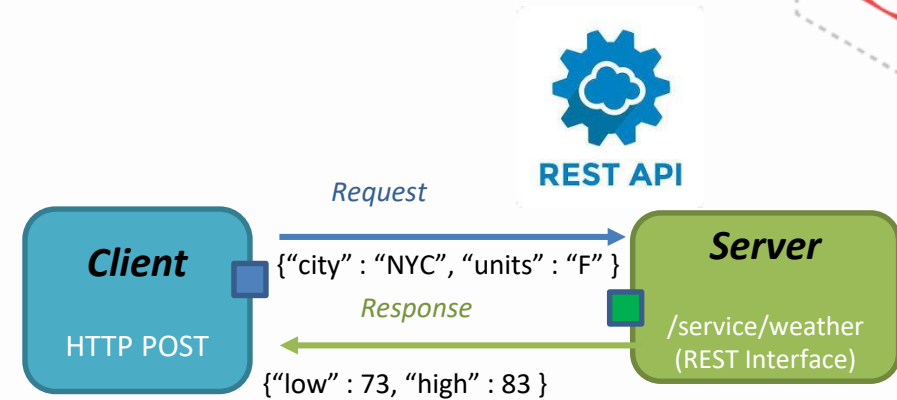 REST API
Request
Client
{“city” : “NYC”, “units” : “F” }
Server
Response
HTTP POST
/service/weather
(REST Interface)
{“low” : 73, “high” : 83 }